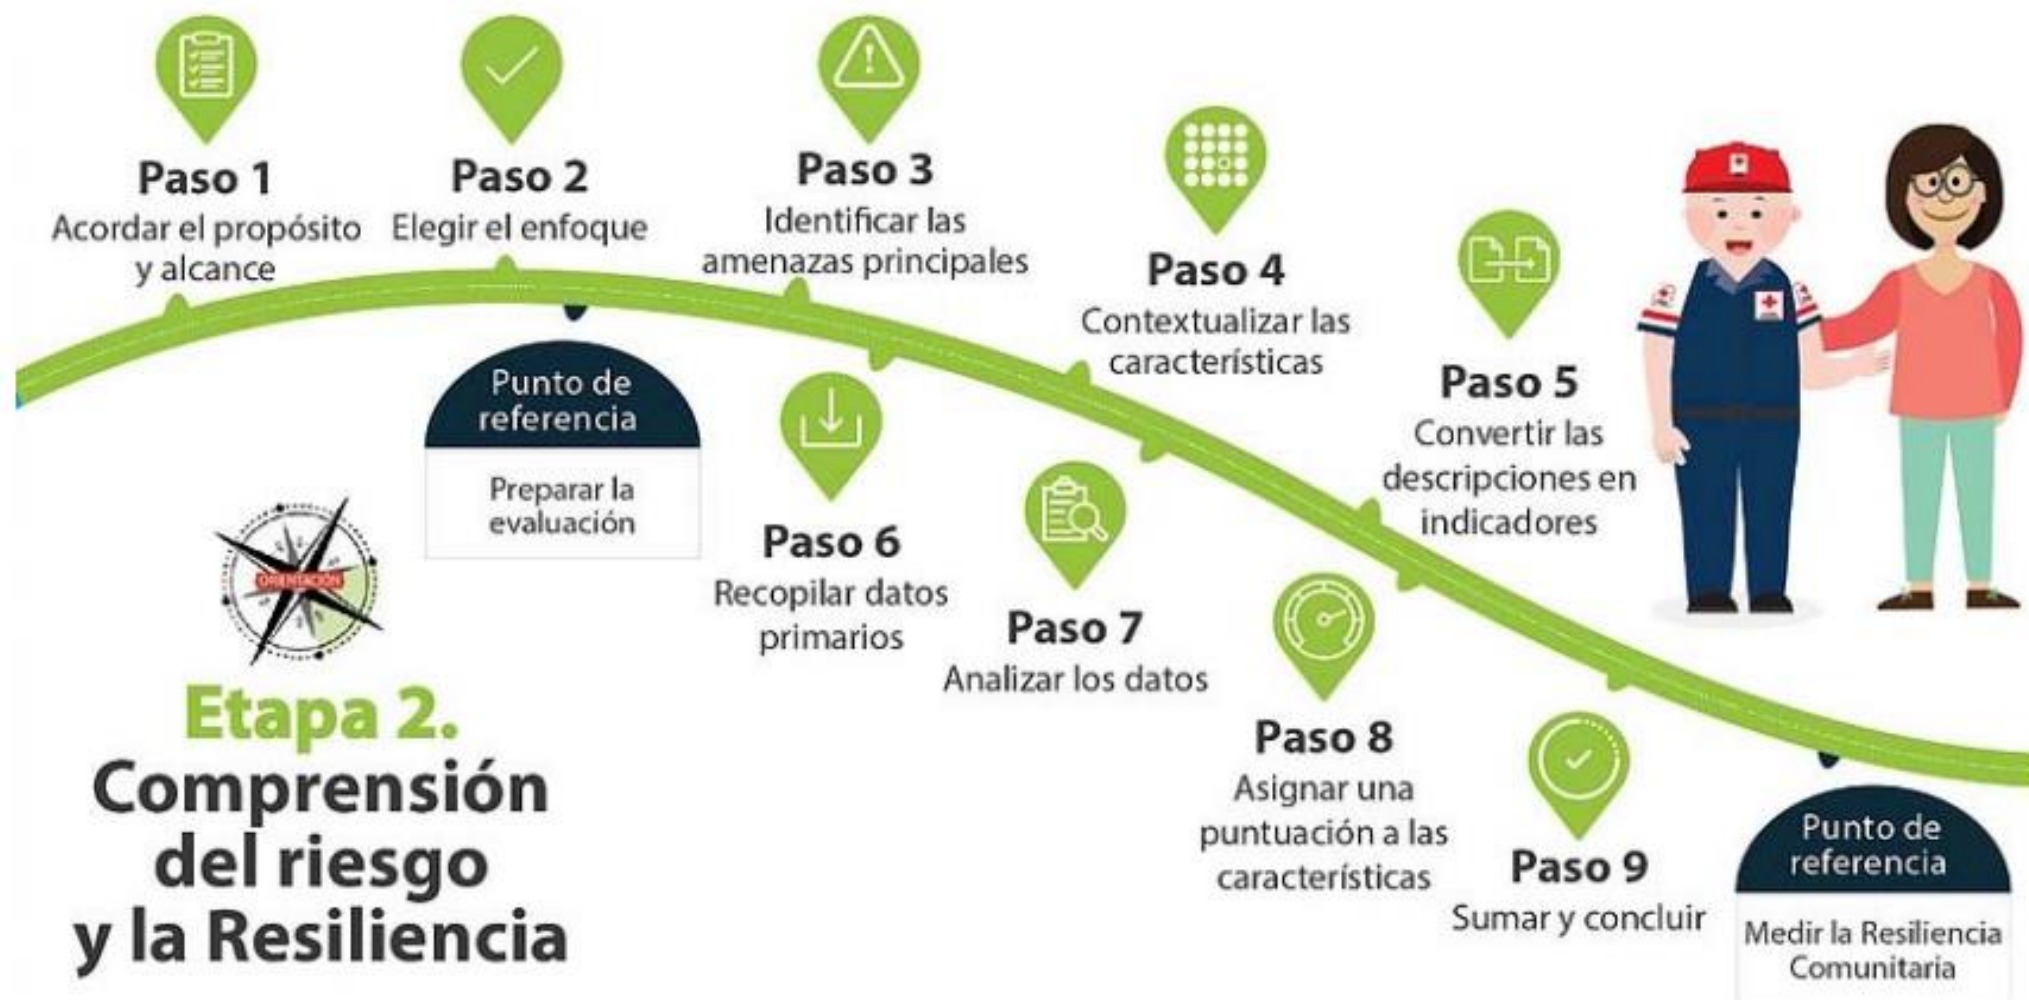 Paso 1
Acordar el propósito
y alcance
Paso 2
Elegir el enfoque
Paso 3
Identificar las
amenazas principales
Paso 4
Contextualizar las
características
Paso 5
Convertir las
descripciones en
indicadores
Punto de
referencia
Preparar la
evaluación
Paso 6
Recopilar datos
primarios
Paso 7
Analizar los datos
Paso 8
Asignar una
puntuación a las
características
Paso 9
Sumar y concluir
Punto de
referencia
Medir la Resiliencia
Comunitaria
ORIENTACIÓN
Etapa 2.
Comprensión
del riesgo
y la Resiliencia